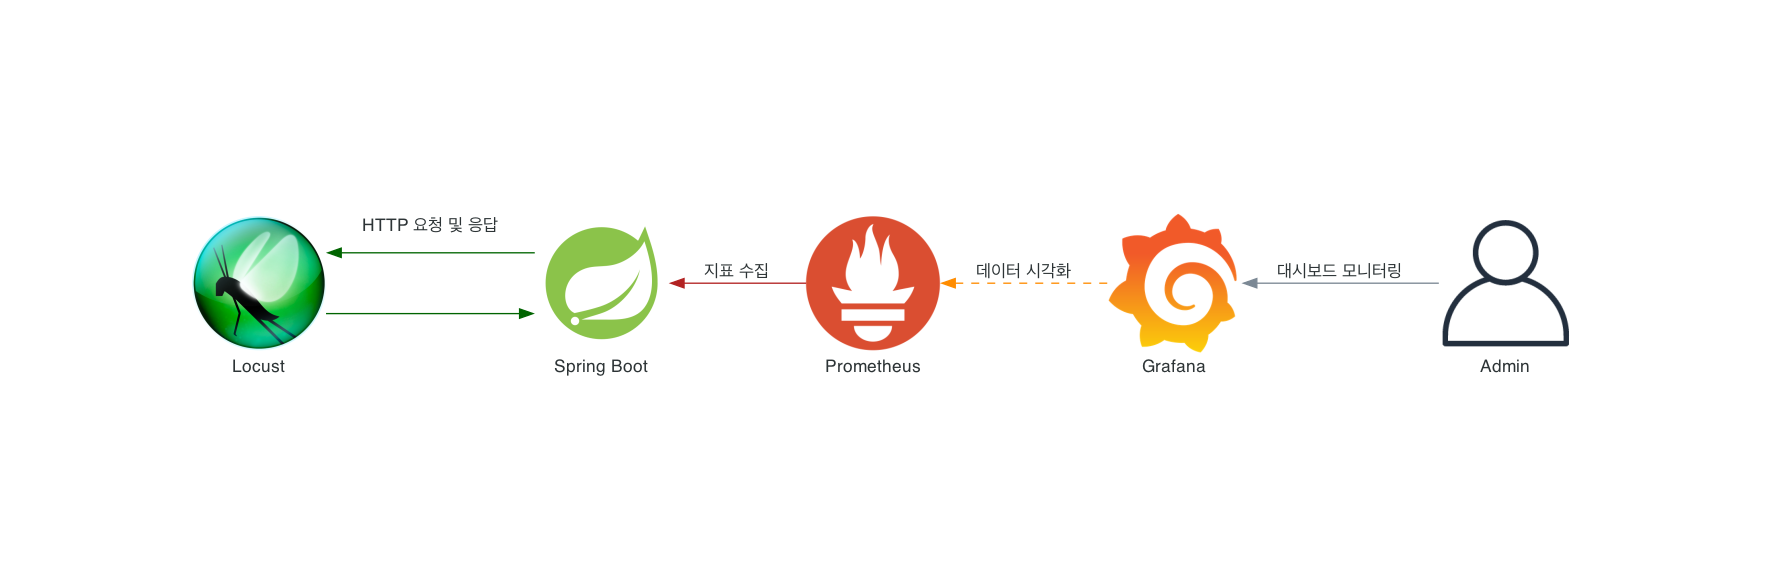 HTTP 요청 및 응답
지표 수집
데이터 시각화
대시보드 모니터링
Locust
Spring Boot
Prometheus
Grafana
Admin